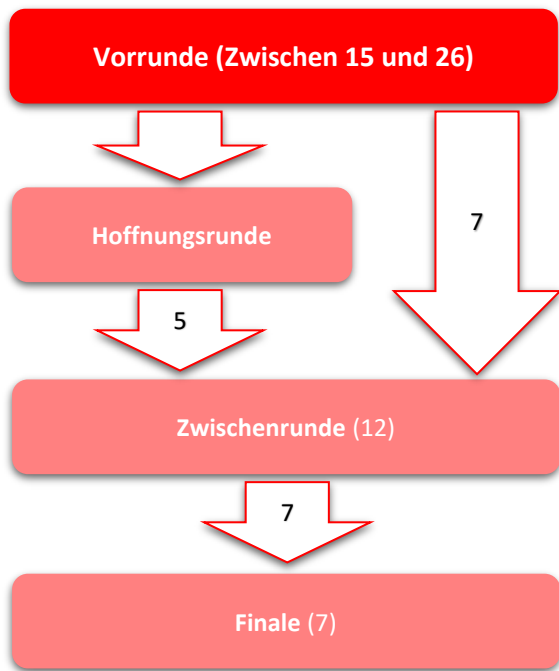 Vorrunde (Zwischen 15 und 26)
7
Hoffnungsrunde
5
Zwischenrunde (12)
7
Finale (7)